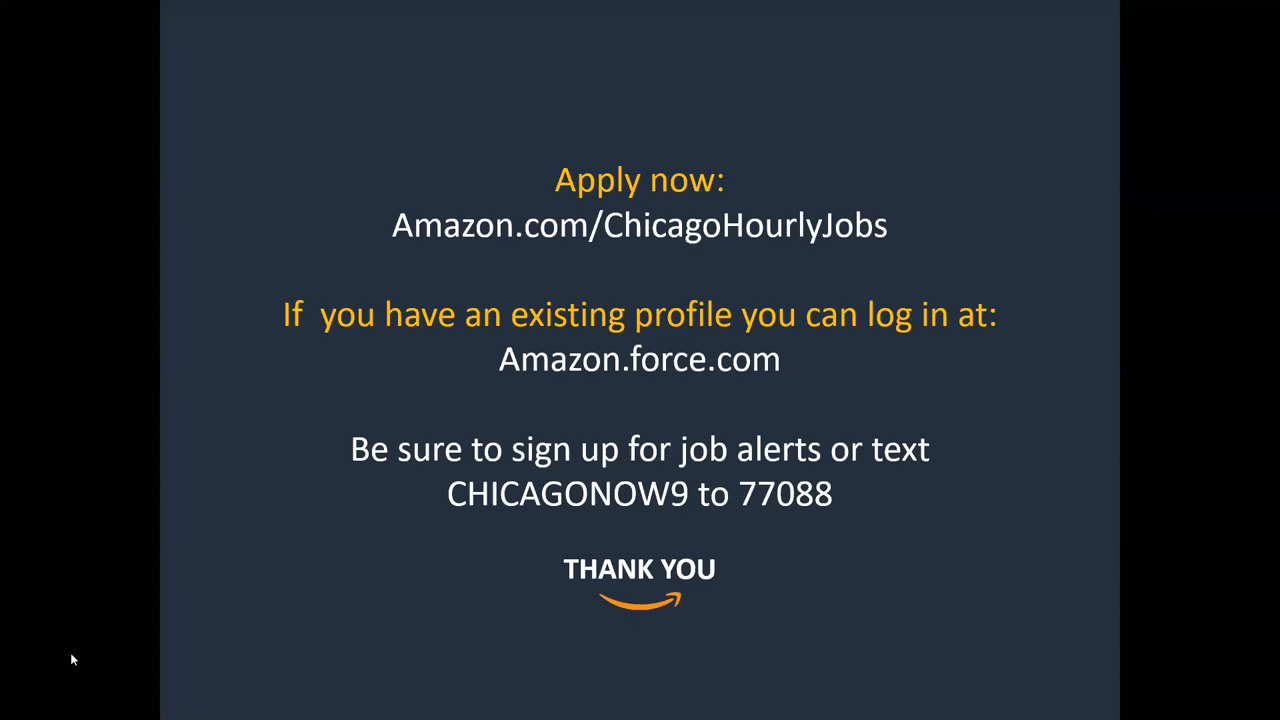 Apply now:
Amazon.com/ChicagoHourlyJobs
If  you have an existing profile you can log in at:
Amazon.force.com
Be sure to sign up for job alerts or text
CHICAGONOW9 to 77088
THANK YOU